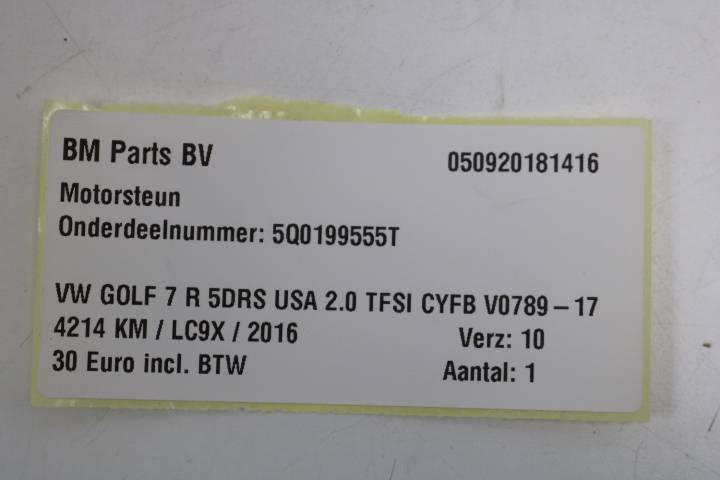 BM Parts BV 050920181416
Motorsteun
Onderdeelnummer: 5Q0199555T
VW GOLF 7 R 5DRS USA 2.0 TFSI CYFB V0789-17
4214 KM / LC9X / 2016 Verz: 10
30 Euro incl. BTW Aantal: 1